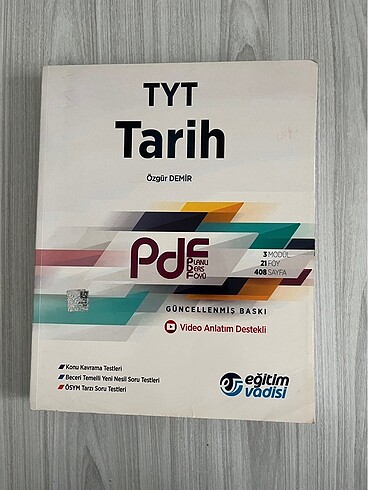 TYT
Tarih
Özgür DEMİR
PdF
PLANLI
DERS
FÖYÜ
3 MODÜL
21 FÖY
408 SAYFA
GÜNCELLENMİŞ BASKI
Video Anlatım Destekli
Konu Kavrama Testleri
Beceri Temelli Yeni Nesil Soru Testleri
ÖSYM Tarzı Soru Testleri
eğitim
vadisi